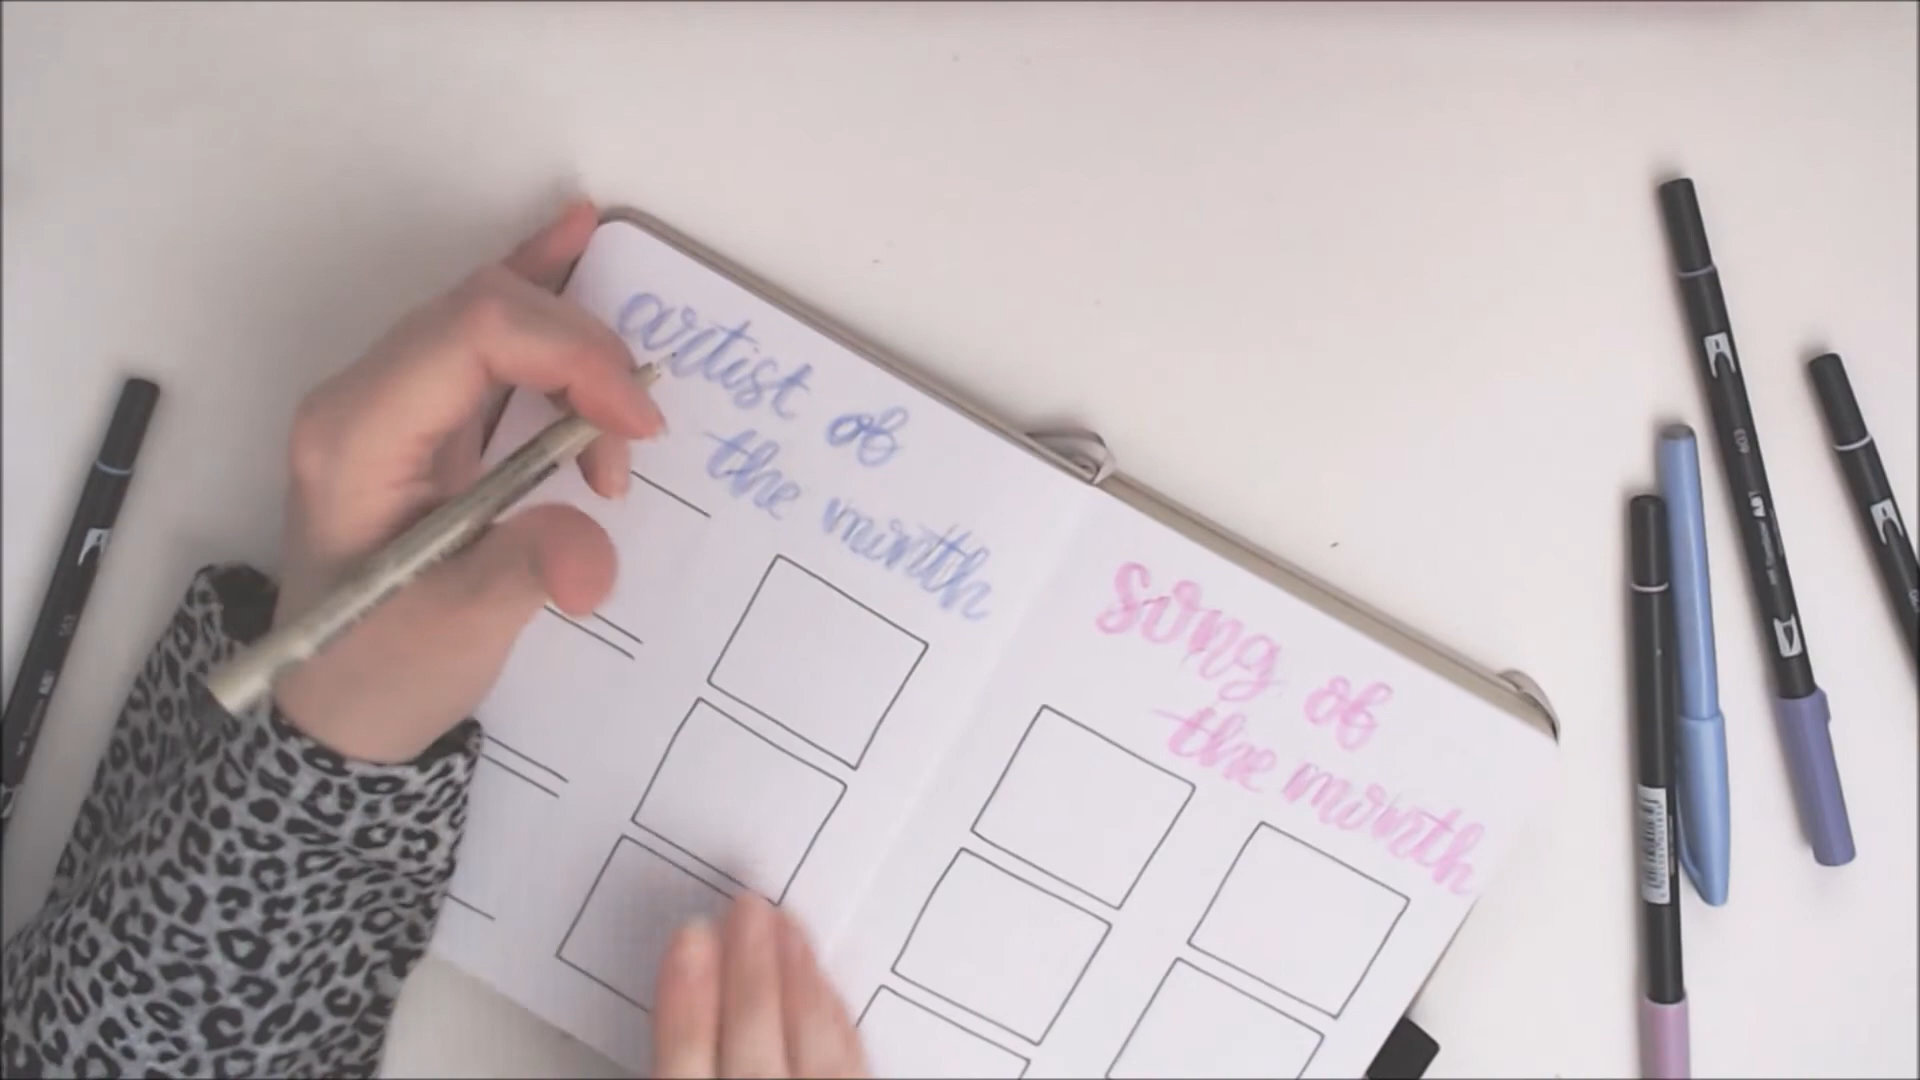 artist of
the month
song of
the month